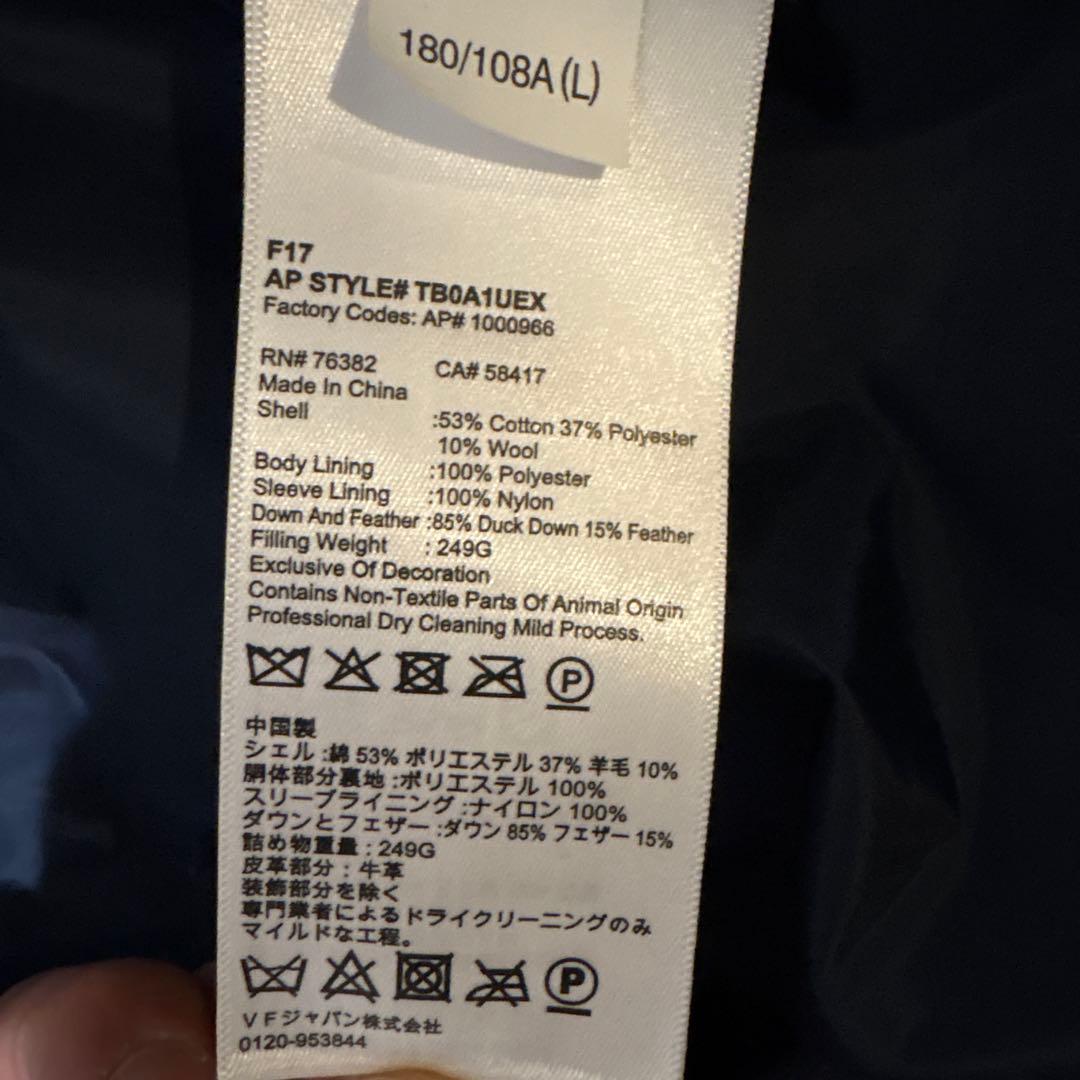 180/108A(L)
F17
AP STYLE# TB0A1UEX
Factory Codes: AP# 1000966
RN# 76382 CA# 58417
Made In China
Shell :53% Cotton 37% Polyester
10% Wool
Body Lining :100% Polyester
Sleeve Lining :100% Nylon
Down And Feather :85% Duck Down 15% Feather
Filling Weight : 249G
Exclusive Of Decoration
Contains Non-Textile Parts Of Animal Origin
Professional Dry Cleaning Mild Process.
P
中国製
シェル :綿 53% ポリエステル 37% 羊毛 10%
胴体部分裏地 :ポリエステル 100%
スリーブライニング :ナイロン 100%
ダウンとフェザー :ダウン 85% フェザー 15%
詰め物重量 : 249G
皮革部分 : 牛革
装飾部分を除く
専門業者によるドライクリーニングのみ
マイルドな工程。
P
VFジャパン株式会社
0120-953844